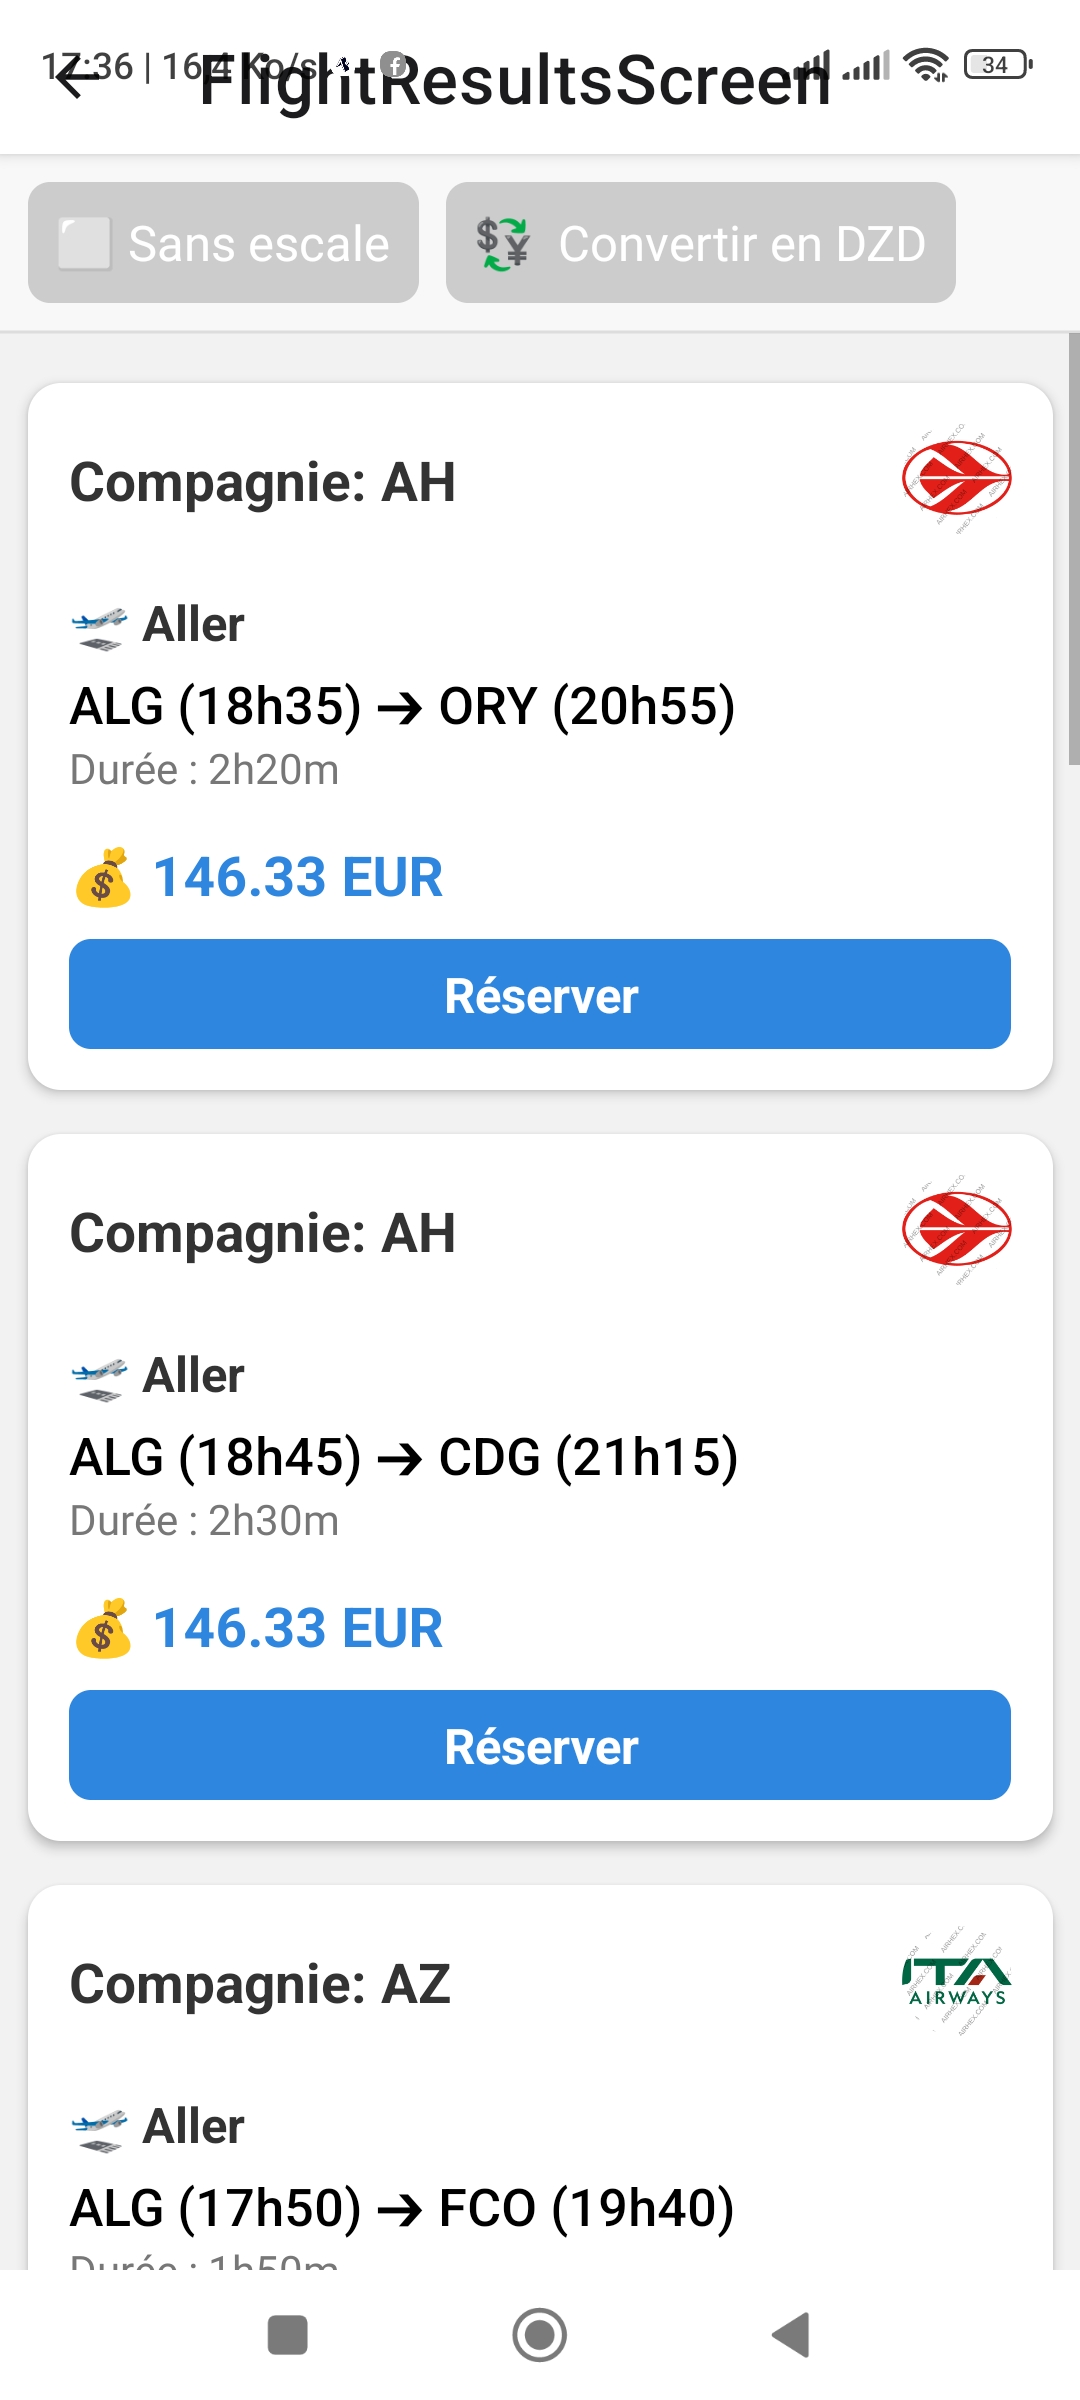 17:36 | 16.4 Ko/s
34
FlightResultsScreen
Sans escale
Convertir en DZD
Compagnie: AH
Aller
ALG (18h35) → ORY (20h55)
Durée : 2h20m
146.33 EUR
Réserver
Compagnie: AH
Aller
ALG (18h45) → CDG (21h15)
Durée : 2h30m
146.33 EUR
Réserver
Compagnie: AZ
ITA
AIRWAYS
Aller
ALG (17h50) → FCO (19h40)
Durée : 1h50m